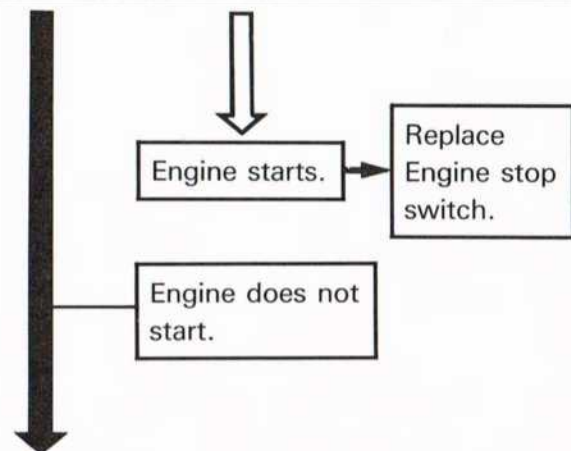 Engine starts.
Replace
Engine stop
switch.
Engine does not
start.